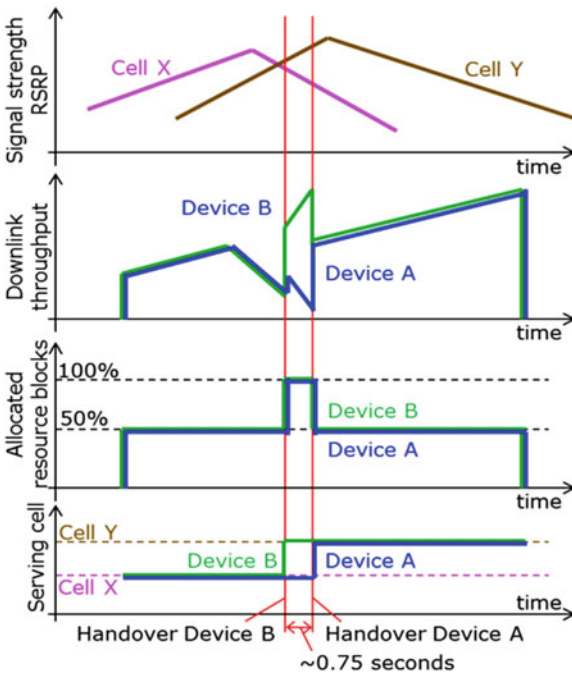 Signal strength
RSRP
Cell X
Cell Y
time
Downlink
throughput
Device B
Device A
time
Allocated
resource blocks
100%
50%
Device B
Device A
time
Serving cell
Cell Y
Device B
Device A
Cell X
time
Handover Device B
Handover Device A
~0.75 seconds